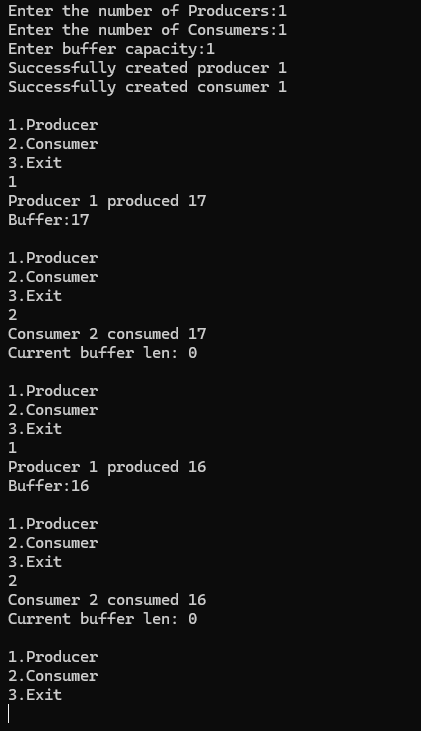 Enter the number of Producers:1
Enter the number of Consumers:1
Enter buffer capacity:1
Successfully created producer 1
Successfully created consumer 1
1.Producer
2.Consumer
3.Exit
1
Producer 1 produced 17
Buffer:17
1.Producer
2.Consumer
3.Exit
2
Consumer 2 consumed 17
Current buffer len: 0
1.Producer
2.Consumer
3.Exit
1
Producer 1 produced 16
Buffer:16
1.Producer
2.Consumer
3.Exit
2
Consumer 2 consumed 16
Current buffer len: 0
1.Producer
2.Consumer
3.Exit